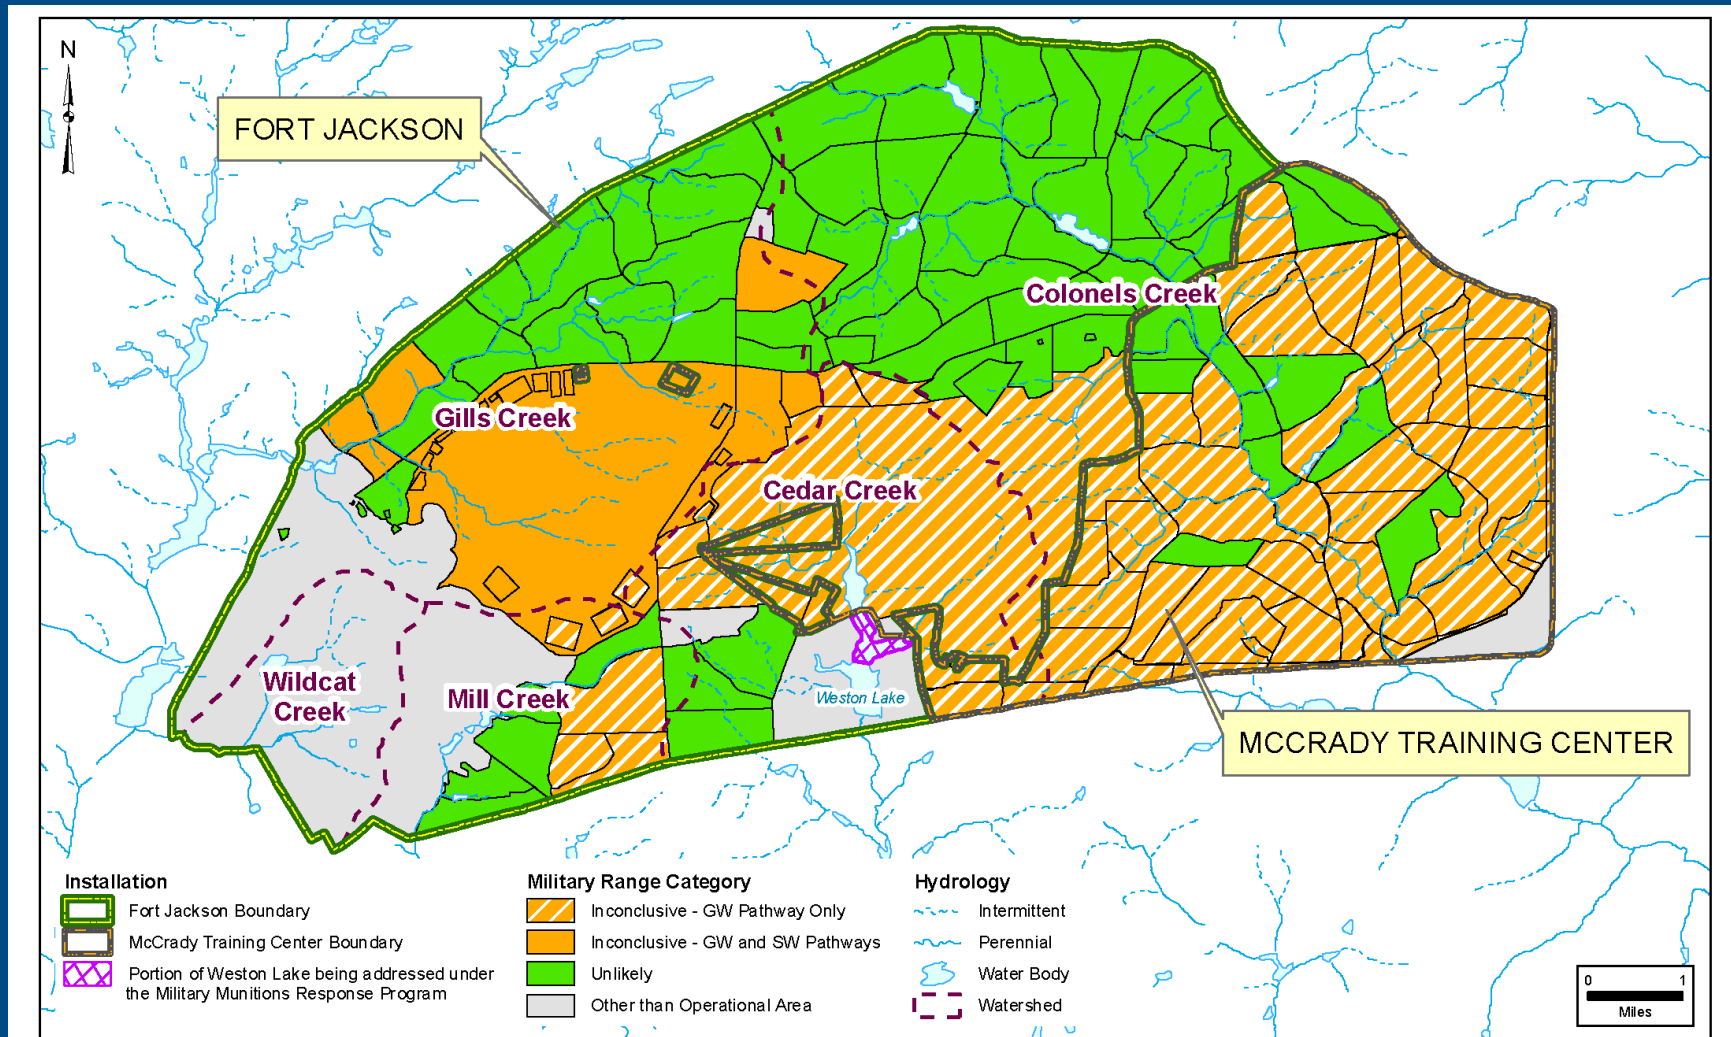 N
FORT JACKSON
Colonels Creek
Gills Creek
Cedar Creek
Wildcat
Creek
Mill Creek
Weston Lake
MCCRADY TRAINING CENTER
Installation
Fort Jackson Boundary
McCrady Training Center Boundary
Portion of Weston Lake being addressed under
the Military Munitions Response Program
Military Range Category
Inconclusive - GW Pathway Only
Inconclusive - GW and SW Pathways
Unlikely
Other than Operational Area
Hydrology
Intermittent
Perennial
Water Body
Watershed
0 1
Miles